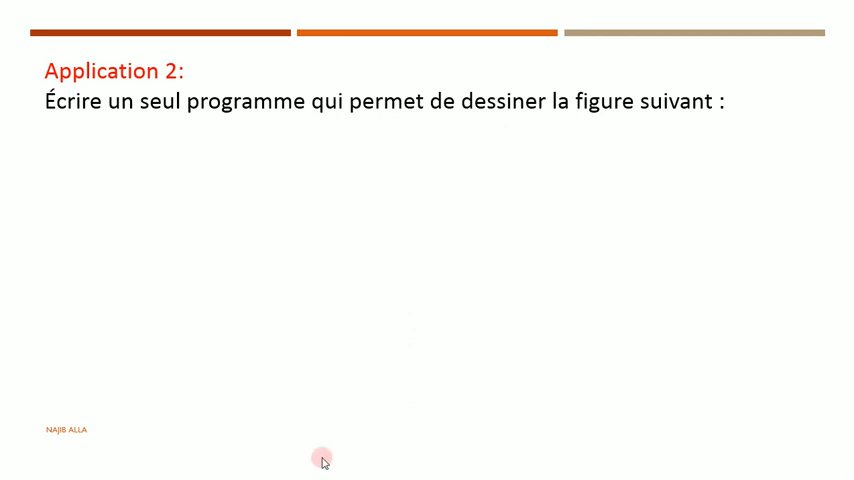 Application 2:
Écrire un seul programme qui permet de dessiner la figure suivant :
NAJIB ALLA